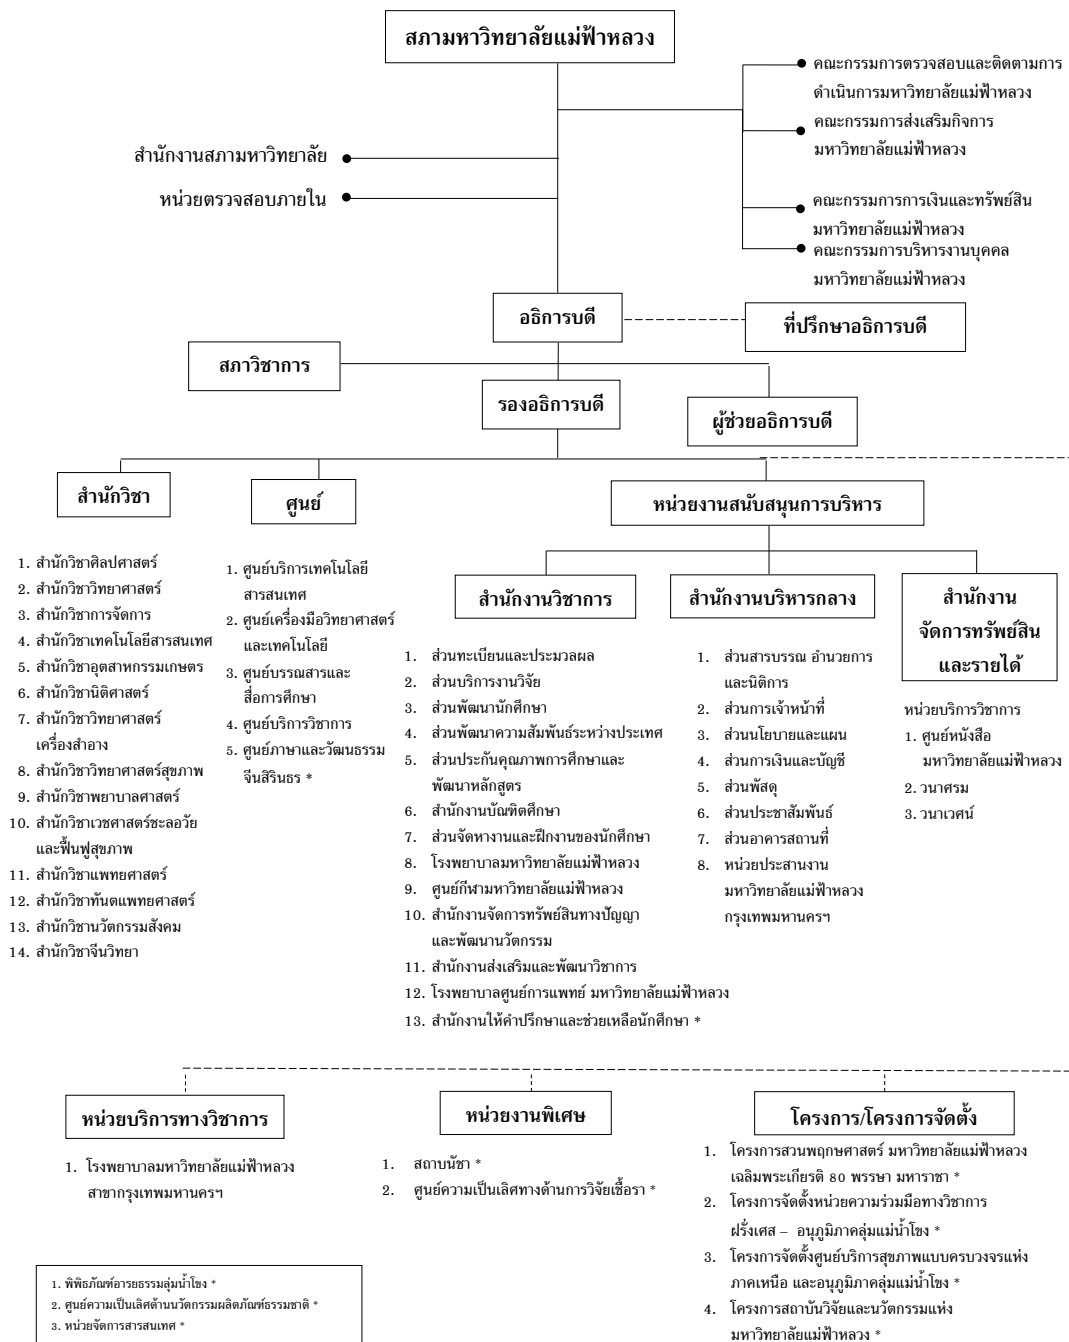 สภามหาวิทยาลัยแม่ฟ้าหลวง
คณะกรรมการตรวจสอบและติดตามการ
ดำเนินการมหาวิทยาลัยแม่ฟ้าหลวง
คณะกรรมการส่งเสริมกิจการ
มหาวิทยาลัยแม่ฟ้าหลวง
สำนักงานสภามหาวิทยาลัย
หน่วยตรวจสอบภายใน
คณะกรรมการการเงินและทรัพย์สิน
มหาวิทยาลัยแม่ฟ้าหลวง
คณะกรรมการบริหารงานบุคคล
มหาวิทยาลัยแม่ฟ้าหลวง
อธิการบดี
ที่ปรึกษาอธิการบดี
สภาวิชาการ
รองอธิการบดี
ผู้ช่วยอธิการบดี
สำนักวิชา
1. สำนักวิชาศิลปศาสตร์
2. สำนักวิชาวิทยาศาสตร์
3. สำนักวิชาการจัดการ
4. สำนักวิชาเทคโนโลยีสารสนเทศ
5. สำนักวิชาอุตสาหกรรมเกษตร
6. สำนักวิชานิติศาสตร์
7. สำนักวิชาวิทยาศาสตร์
เครื่องสำอาง
8. สำนักวิชาวิทยาศาสตร์สุขภาพ
9. สำนักวิชาพยาบาลศาสตร์
10. สำนักวิชาเวชศาสตร์ชะลอวัย
และฟื้นฟูสุขภาพ
11. สำนักวิชาแพทยศาสตร์
12. สำนักวิชาทันตแพทยศาสตร์
13. สำนักวิชานวัตกรรมสังคม
14. สำนักวิชาจีนวิทยา
ศูนย์
1. ศูนย์บริการเทคโนโลยี
สารสนเทศ
2. ศูนย์เครื่องมือวิทยาศาสตร์
และเทคโนโลยี
3. ศูนย์บรรณสารและ
สื่อการศึกษา
4. ศูนย์บริการวิชาการ
5. ศูนย์ภาษาและวัฒนธรรม
จีนสิรินธร *
หน่วยงานสนับสนุนการบริหาร
สำนักงานวิชาการ
1. ส่วนทะเบียนและประมวลผล
2. ส่วนบริการงานวิจัย
3. ส่วนพัฒนานักศึกษา
4. ส่วนพัฒนาความสัมพันธ์ระหว่างประเทศ
5. ส่วนประกันคุณภาพการศึกษาและ
พัฒนาหลักสูตร
6. สำนักงานบัณฑิตศึกษา
7. ส่วนจัดหางานและฝึกงานของนักศึกษา
8. โรงพยาบาลมหาวิทยาลัยแม่ฟ้าหลวง
9. ศูนย์กีฬามหาวิทยาลัยแม่ฟ้าหลวง
10. สำนักงานจัดการทรัพย์สินทางปัญญา
และพัฒนานวัตกรรม
11. สำนักงานส่งเสริมและพัฒนาวิชาการ
12. โรงพยาบาลศูนย์การแพทย์ มหาวิทยาลัยแม่ฟ้าหลวง
13. สำนักงานให้คำปรึกษาและช่วยเหลือนักศึกษา *
สำนักงานบริหารกลาง
1. ส่วนสารบรรณ อำนวยการ
และนิติการ
2. ส่วนการเจ้าหน้าที่
3. ส่วนนโยบายและแผน
4. ส่วนการเงินและบัญชี
5. ส่วนพัสดุ
6. ส่วนประชาสัมพันธ์
7. ส่วนอาคารสถานที่
8. หน่วยประสานงาน
มหาวิทยาลัยแม่ฟ้าหลวง
กรุงเทพมหานครฯ
สำนักงาน
จัดการทรัพย์สิน
และรายได้
หน่วยบริการวิชาการ
1. ศูนย์หนังสือ
มหาวิทยาลัยแม่ฟ้าหลวง
2. วนาศรม
3. วนาเวศน์
หน่วยบริการทางวิชาการ
1. โรงพยาบาลมหาวิทยาลัยแม่ฟ้าหลวง
สาขากรุงเทพมหานครฯ
หน่วยงานพิเศษ
1. สถาบนัชา *
2. ศูนย์ความเป็นเลิศทางด้านการวิจัยเชื้อรา *
โครงการ/โครงการจัดตั้ง
1. โครงการสวนพฤกษศาสตร์ มหาวิทยาลัยแม่ฟ้าหลวง
เฉลิมพระเกียรติ 80 พรรษา มหาราชา *
2. โครงการจัดตั้งหน่วยความร่วมมือทางวิชาการ
ฝรั่งเศส – อนุภูมิภาคลุ่มแม่น้ำโขง *
3. โครงการจัดตั้งศูนย์บริการสุขภาพแบบครบวงจรแห่ง
ภาคเหนือ และอนุภูมิภาคลุ่มแม่น้ำโขง *
4. โครงการสถาบันวิจัยและนวัตกรรมแห่ง
มหาวิทยาลัยแม่ฟ้าหลวง *
1. พิพิธภัณฑ์อารยธรรมลุ่มน้ำโขง *
2. ศูนย์ความเป็นเลิศด้านนวัตกรรมผลิตภัณฑ์ธรรมชาติ *
3. หน่วยจัดการสารสนเทศ *